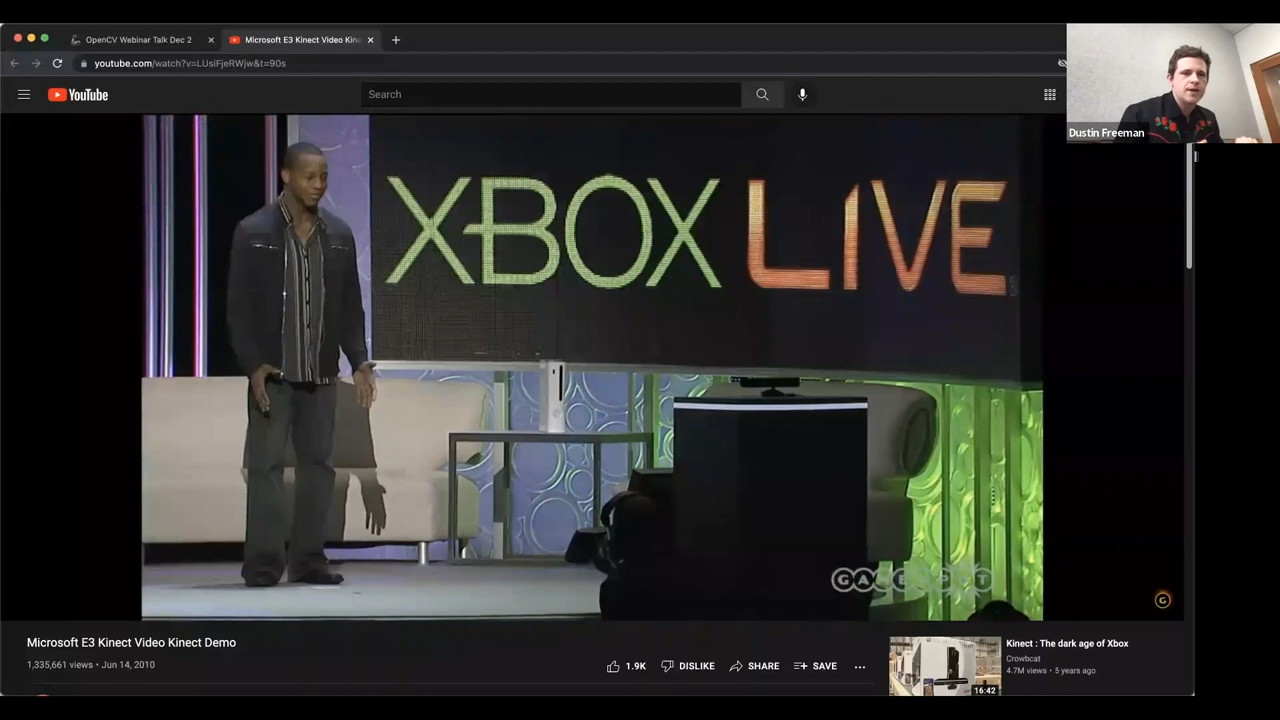 OpenCV Webinar Talk Dec 2
Microsoft E3 Kinect Video Kin
youtube.com/watch?v=LUsiFjeRWjw&t=90s
YouTube
Search
Dustin Freeman
XBOX LIVE
GAMESPOT
G
Microsoft E3 Kinect Video Kinect Demo
1,335,661 views • Jun 14, 2010
1.9K
DISLIKE
SHARE
SAVE
16:42
Kinect : The dark age of Xbox
Crowbcat
4.7M views • 5 years ago